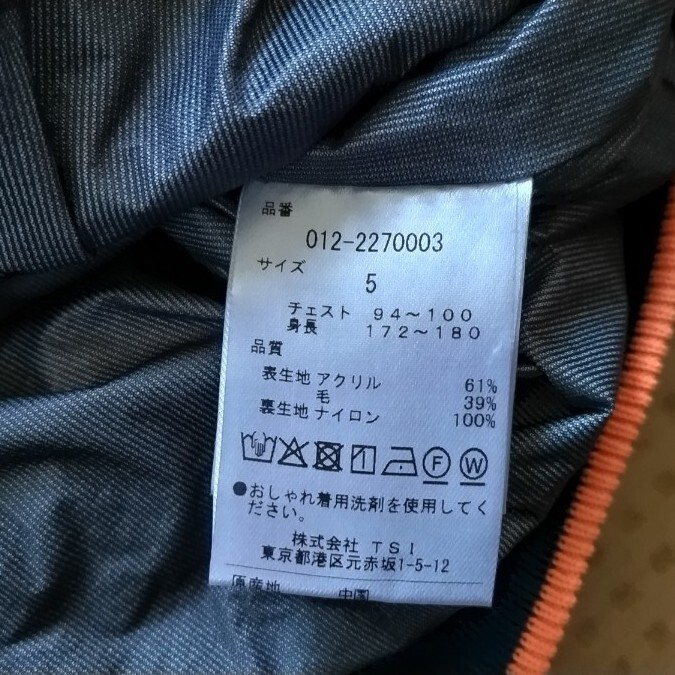 品番
012-2270003
サイズ
5
チェスト 94～100
身長 172～180
品質
表生地 アクリル 61%
毛 39%
裏生地 ナイロン 100%
F W
●おしゃれ着用洗剤を使用してく
ださい。
株式会社 TSI
東京都港区元赤坂1-5-12
原産地 中国